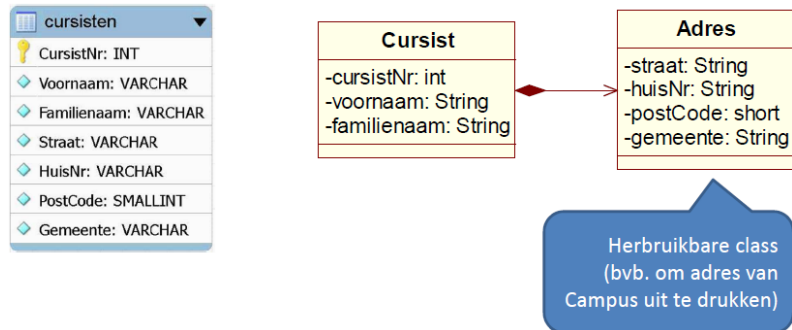 cursisten
CursistNr: INT
Voornaam: VARCHAR
Familienaam: VARCHAR
Straat: VARCHAR
HuisNr: VARCHAR
PostCode: SMALLINT
Gemeente: VARCHAR
Cursist
-cursistNr: int
-voornaam: String
-familienaam: String
Adres
-straat: String
-huisNr: String
-postCode: short
-gemeente: String
Herbruikbare class
(bvb. om adres van
Campus uit te drukken)